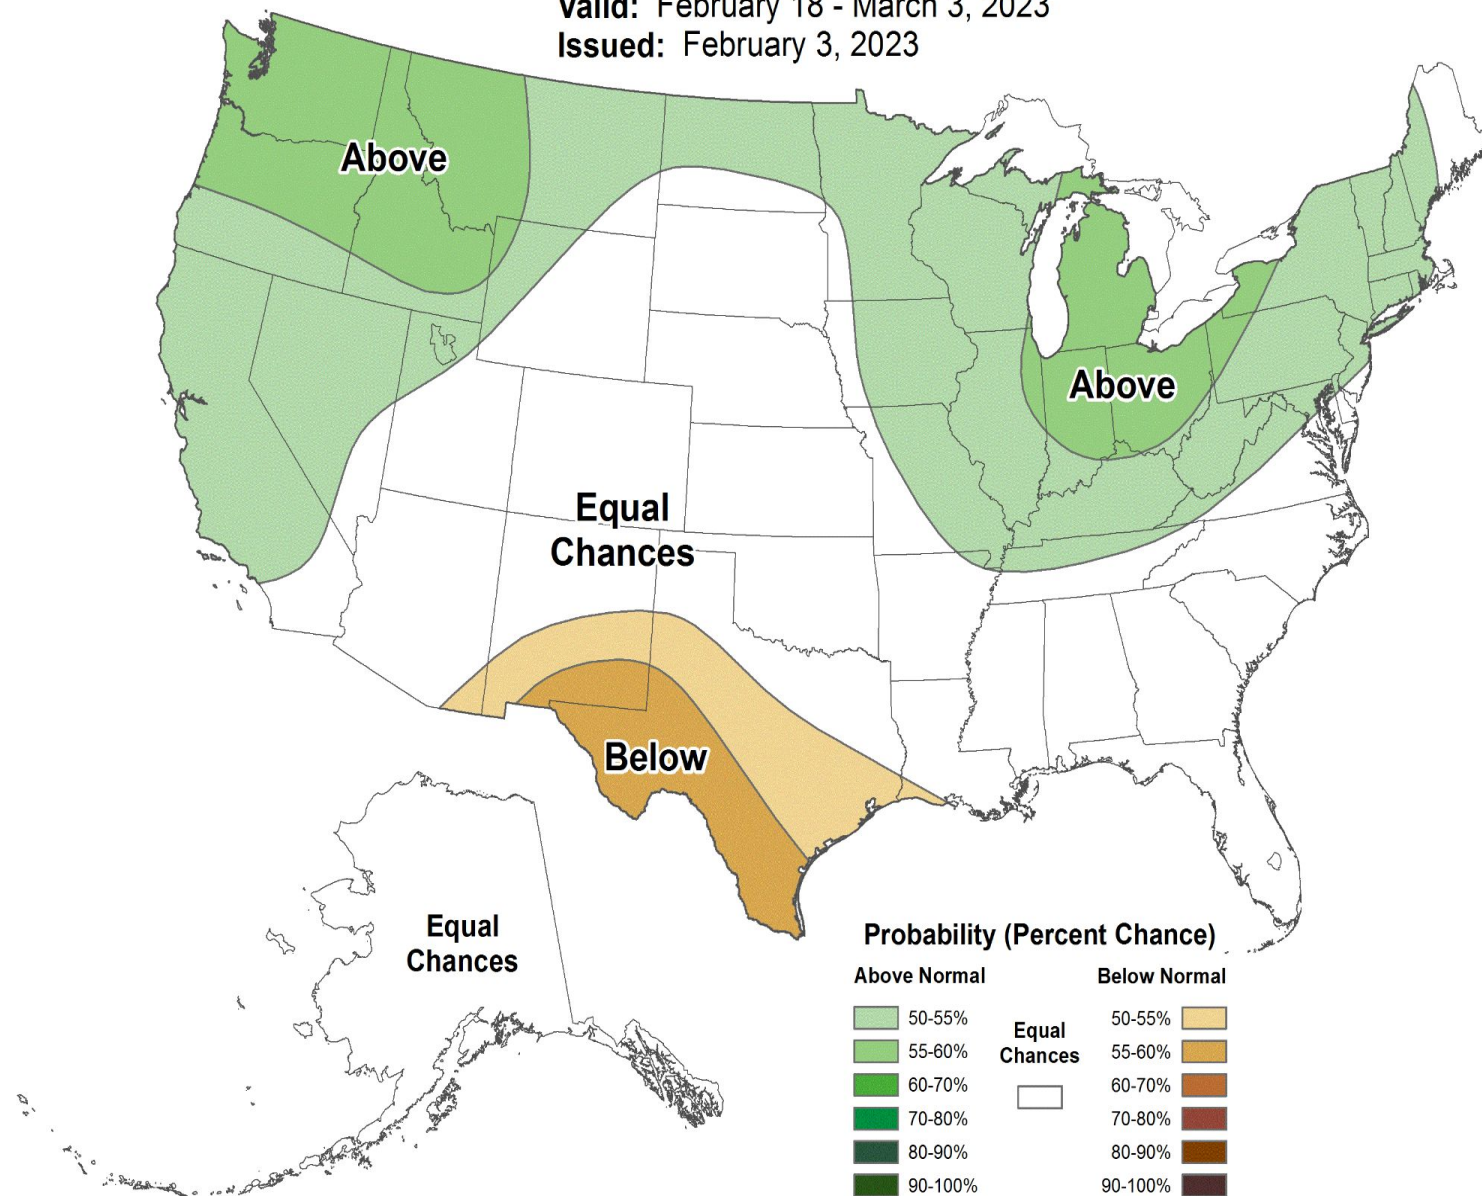 Valid: February 18 - March 3, 2023
Issued: February 3, 2023
Above
Above
Equal
Chances
Below
Equal
Chances
Probability (Percent Chance)
Above Normal
Below Normal
50-55%
55-60%
60-70%
70-80%
80-90%
90-100%
Equal
Chances
50-55%
55-60%
60-70%
70-80%
80-90%
90-100%